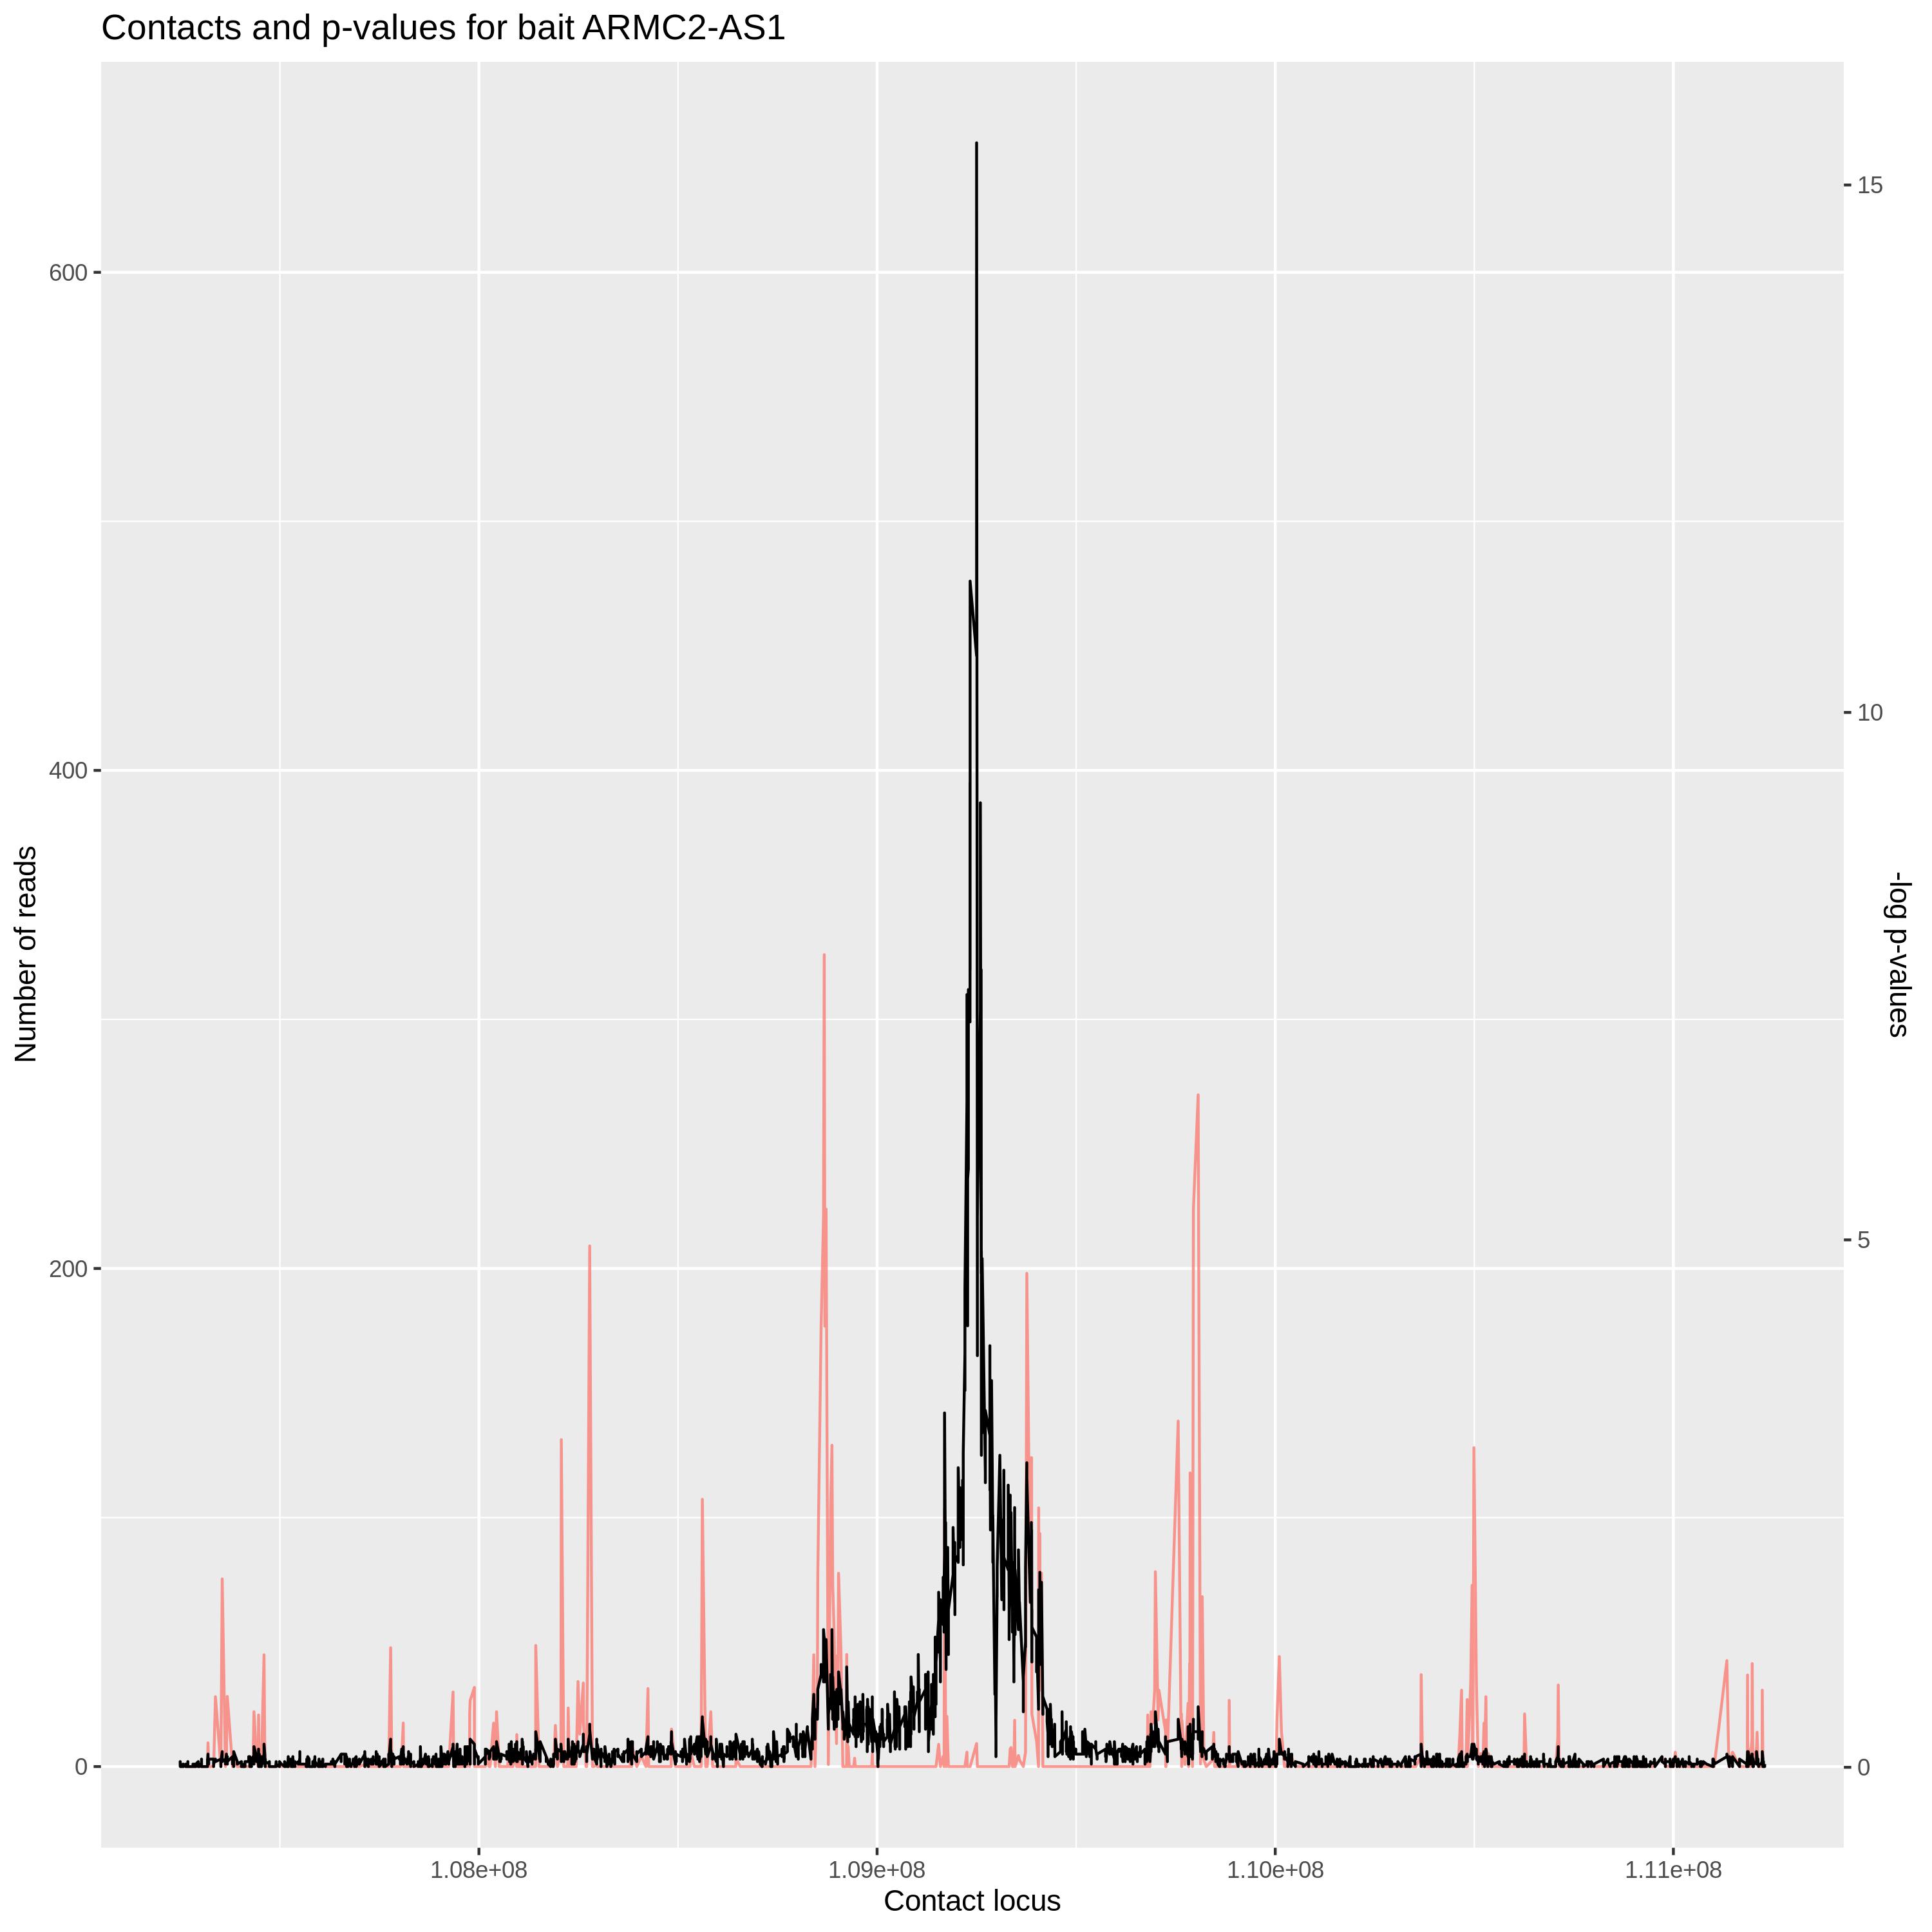 Contacts and p-values for bait ARMC2-AS1
600
400
200
0
Number of reads
15
10
5
0
-log p-values
1.08e+08
1.09e+08
1.10e+08
1.11e+08
Contact locus